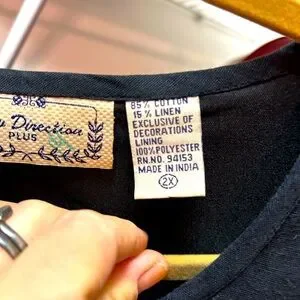 Direction
PLUS
85% COTTON
15% LINEN
EXCLUSIVE OF
DECORATIONS
LINING
100% POLYESTER
RN.NO. 94153
MADE IN INDIA
2X